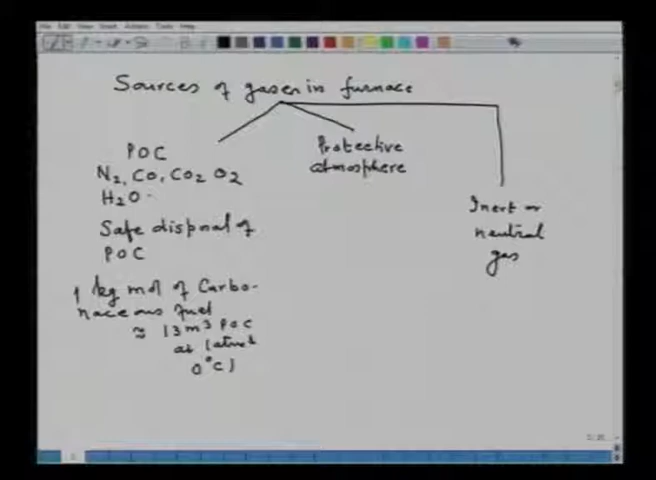 Sources of gases in furnace
POC
N2, CO, CO2 O2
H2O
Safe disposal of
POC
1 kg mol of Carbo-
naceous fuel
≈ 13 m3 POC
at 1 atm &
0°C)
Protective
atmosphere
Inert or
neutral
gas